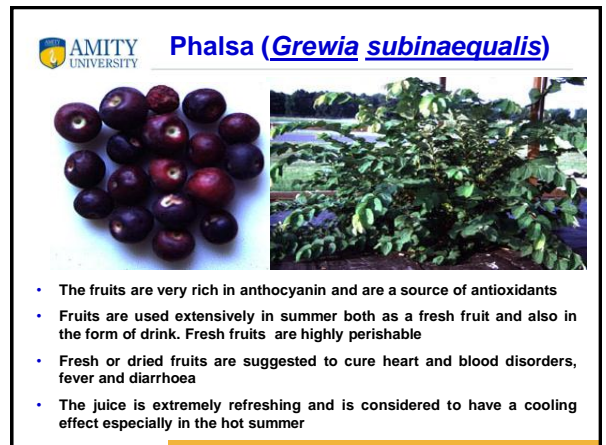 AMITY
UNIVERSITY
Phalsa (Grewia subinaequalis)
• The fruits are very rich in anthocyanin and are a source of antioxidants
• Fruits are used extensively in summer both as a fresh fruit and also in
the form of drink. Fresh fruits are highly perishable
• Fresh or dried fruits are suggested to cure heart and blood disorders,
fever and diarrhoea
• The juice is extremely refreshing and is considered to have a cooling
effect especially in the hot summer